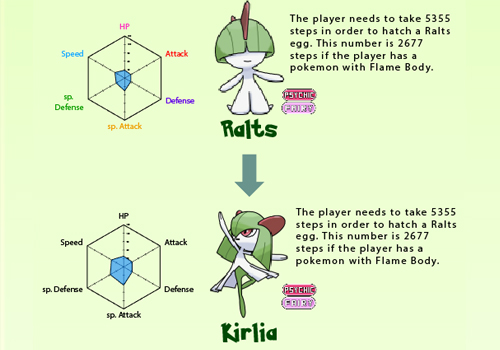 HP
Speed
Attack
sp.
Defense
Defense
sp. Attack
The player needs to take 5355
steps in order to hatch a Ralts
egg. This number is 2677
steps if the player has a
pokemon with Flame Body.
PSYCHIC
FAIRY
Ralts
HP
Speed
Attack
sp. Defense
Defense
sp. Attack
The player needs to take 5355
steps in order to hatch a Ralts
egg. This number is 2677
steps if the player has a
pokemon with Flame Body.
PSYCHIC
FAIRY
Kirlia